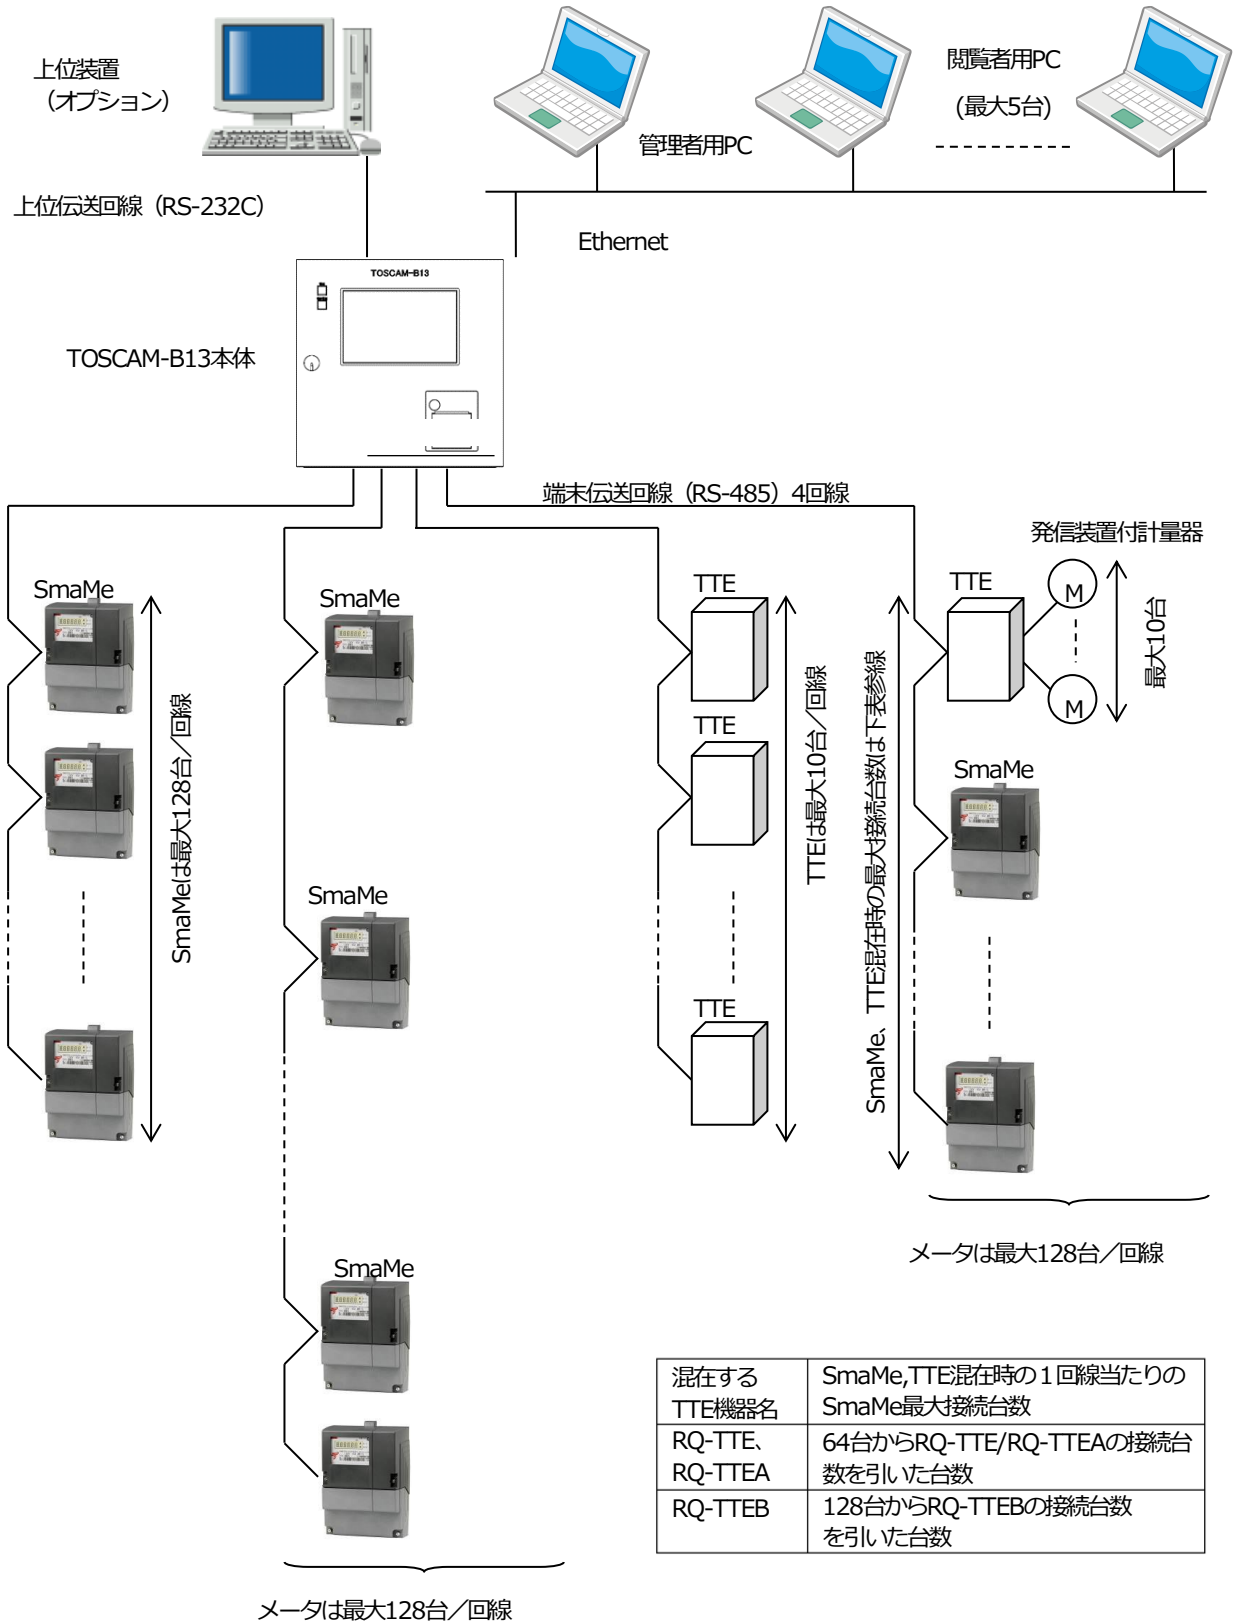 上位装置
（オプション）
閲覧者用PC
(最大5台)
管理者用PC
上位伝送回線（RS-232C）
Ethernet
TOSCAM-B13
TOSCAM-B13本体
端末伝送回線（RS-485）4回線
発信装置付計量器
SmaMe
SmaMe
TTE
TTE
M
M
最大10台
SmaMeは最大128台／回線
TTE
TTEは最大10台／回線
SmaMe、TTE混在時の最大接続台数は下表参線
SmaMe
SmaMe
TTE
メータは最大128台／回線
SmaMe
混在する
TTE機器名
SmaMe,TTE混在時の１回線当たりの
SmaMe最大接続台数
RQ-TTE、
RQ-TTEA
64台からRQ-TTE/RQ-TTEAの接続台
数を引いた台数
RQ-TTEB
128台からRQ-TTEBの接続台数
を引いた台数
メータは最大128台／回線